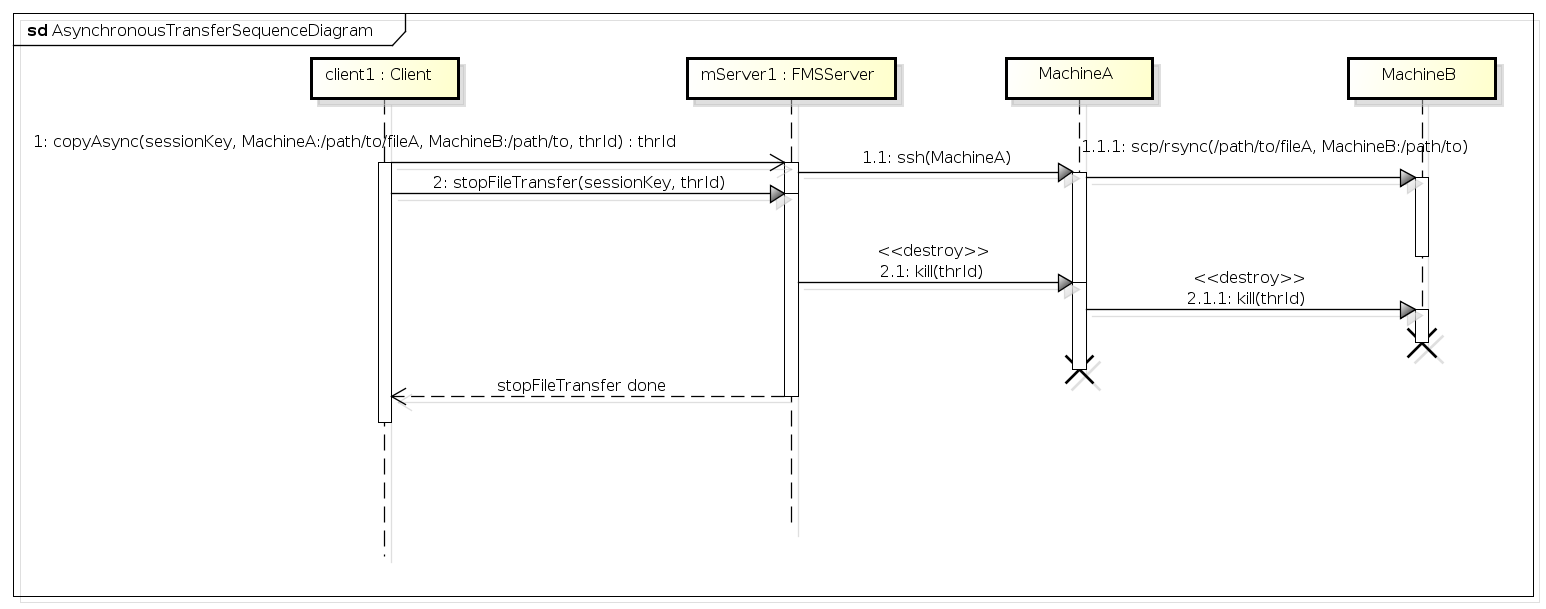 sd AsynchronousTransferSequenceDiagram
client1 : Client
mServer1 : FMSServer
MachineA
MachineB
1: copyAsync(sessionKey, MachineA:/path/to/fileA, MachineB:/path/to, thrId) : thrId
1.1: ssh(MachineA)
1.1.1: scp/rsync(/path/to/fileA, MachineB:/path/to)
2: stopFileTransfer(sessionKey, thrId)
<<destroy>>
2.1: kill(thrId)
<<destroy>>
2.1.1: kill(thrId)
stopFileTransfer done